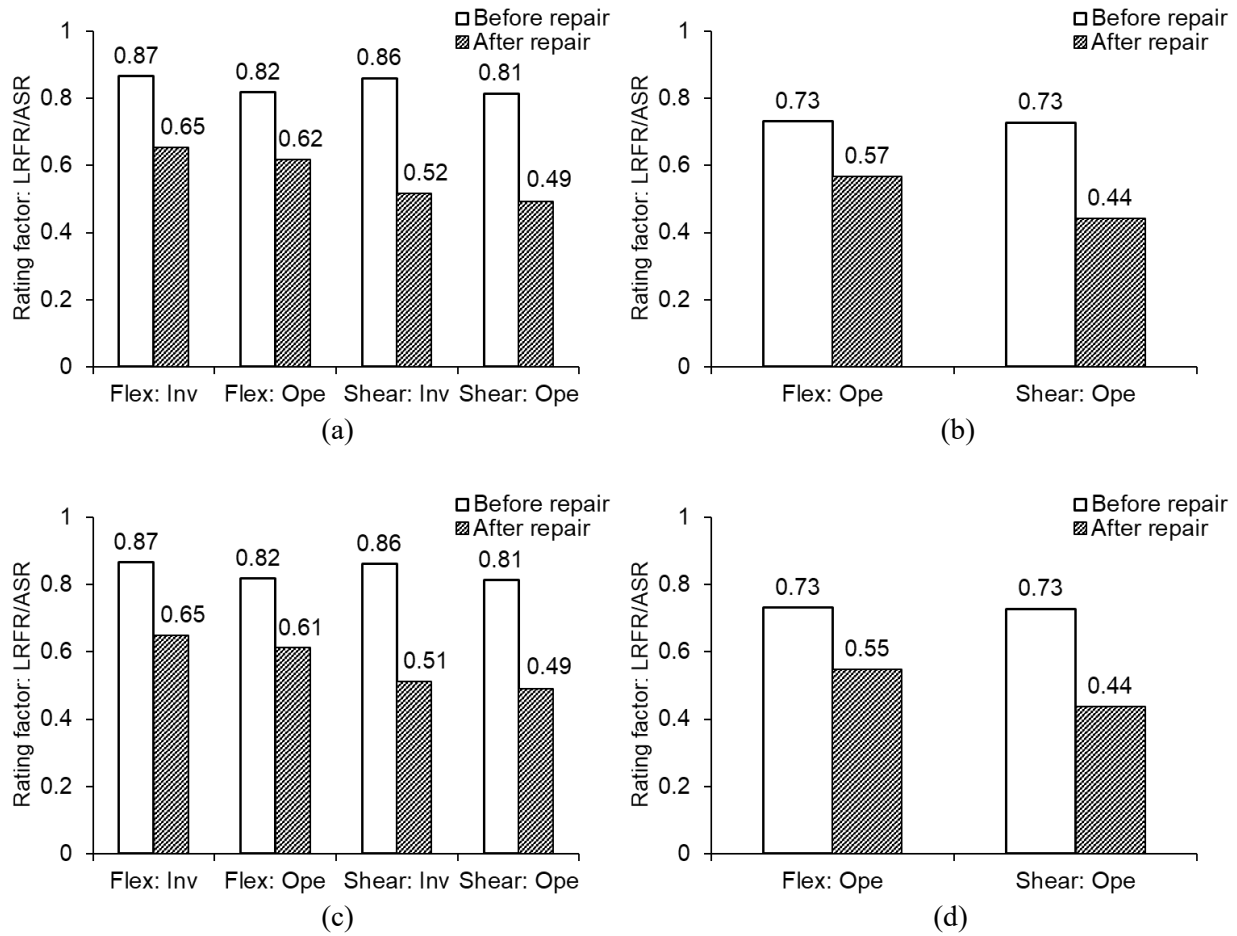 Before repair
After repair
Rating factor: LRFR/ASR
1
0.8
0.6
0.4
0.2
0
0.87
0.65
0.82
0.62
0.86
0.52
0.81
0.49
Flex: Inv
Flex: Ope
Shear: Inv
Shear: Ope
(a)
Before repair
After repair
Rating factor: LRFR/ASR
1
0.8
0.6
0.4
0.2
0
0.73
0.57
0.73
0.44
Flex: Ope
Shear: Ope
(b)
Before repair
After repair
Rating factor: LRFR/ASR
1
0.8
0.6
0.4
0.2
0
0.87
0.65
0.82
0.61
0.86
0.51
0.81
0.49
Flex: Inv
Flex: Ope
Shear: Inv
Shear: Ope
(c)
Before repair
After repair
Rating factor: LRFR/ASR
1
0.8
0.6
0.4
0.2
0
0.73
0.55
0.73
0.44
Flex: Ope
Shear: Ope
(d)